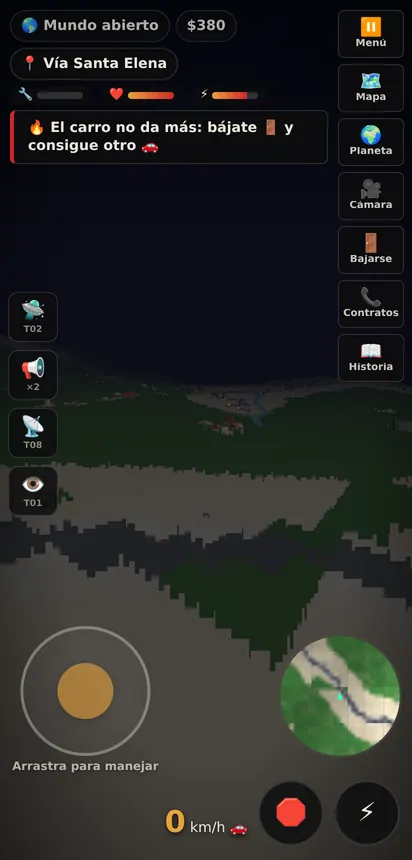 🌎 Mundo abierto
$380
📍 Vía Santa Elena
🔥 El carro no da más: bájate 🚪 y
consigue otro 🚗
Menú
Mapa
Planeta
Cámara
Bajarse
Contratos
Historia
T02
×2
T08
T01
Arrastra para manejar
0 km/h 🚗